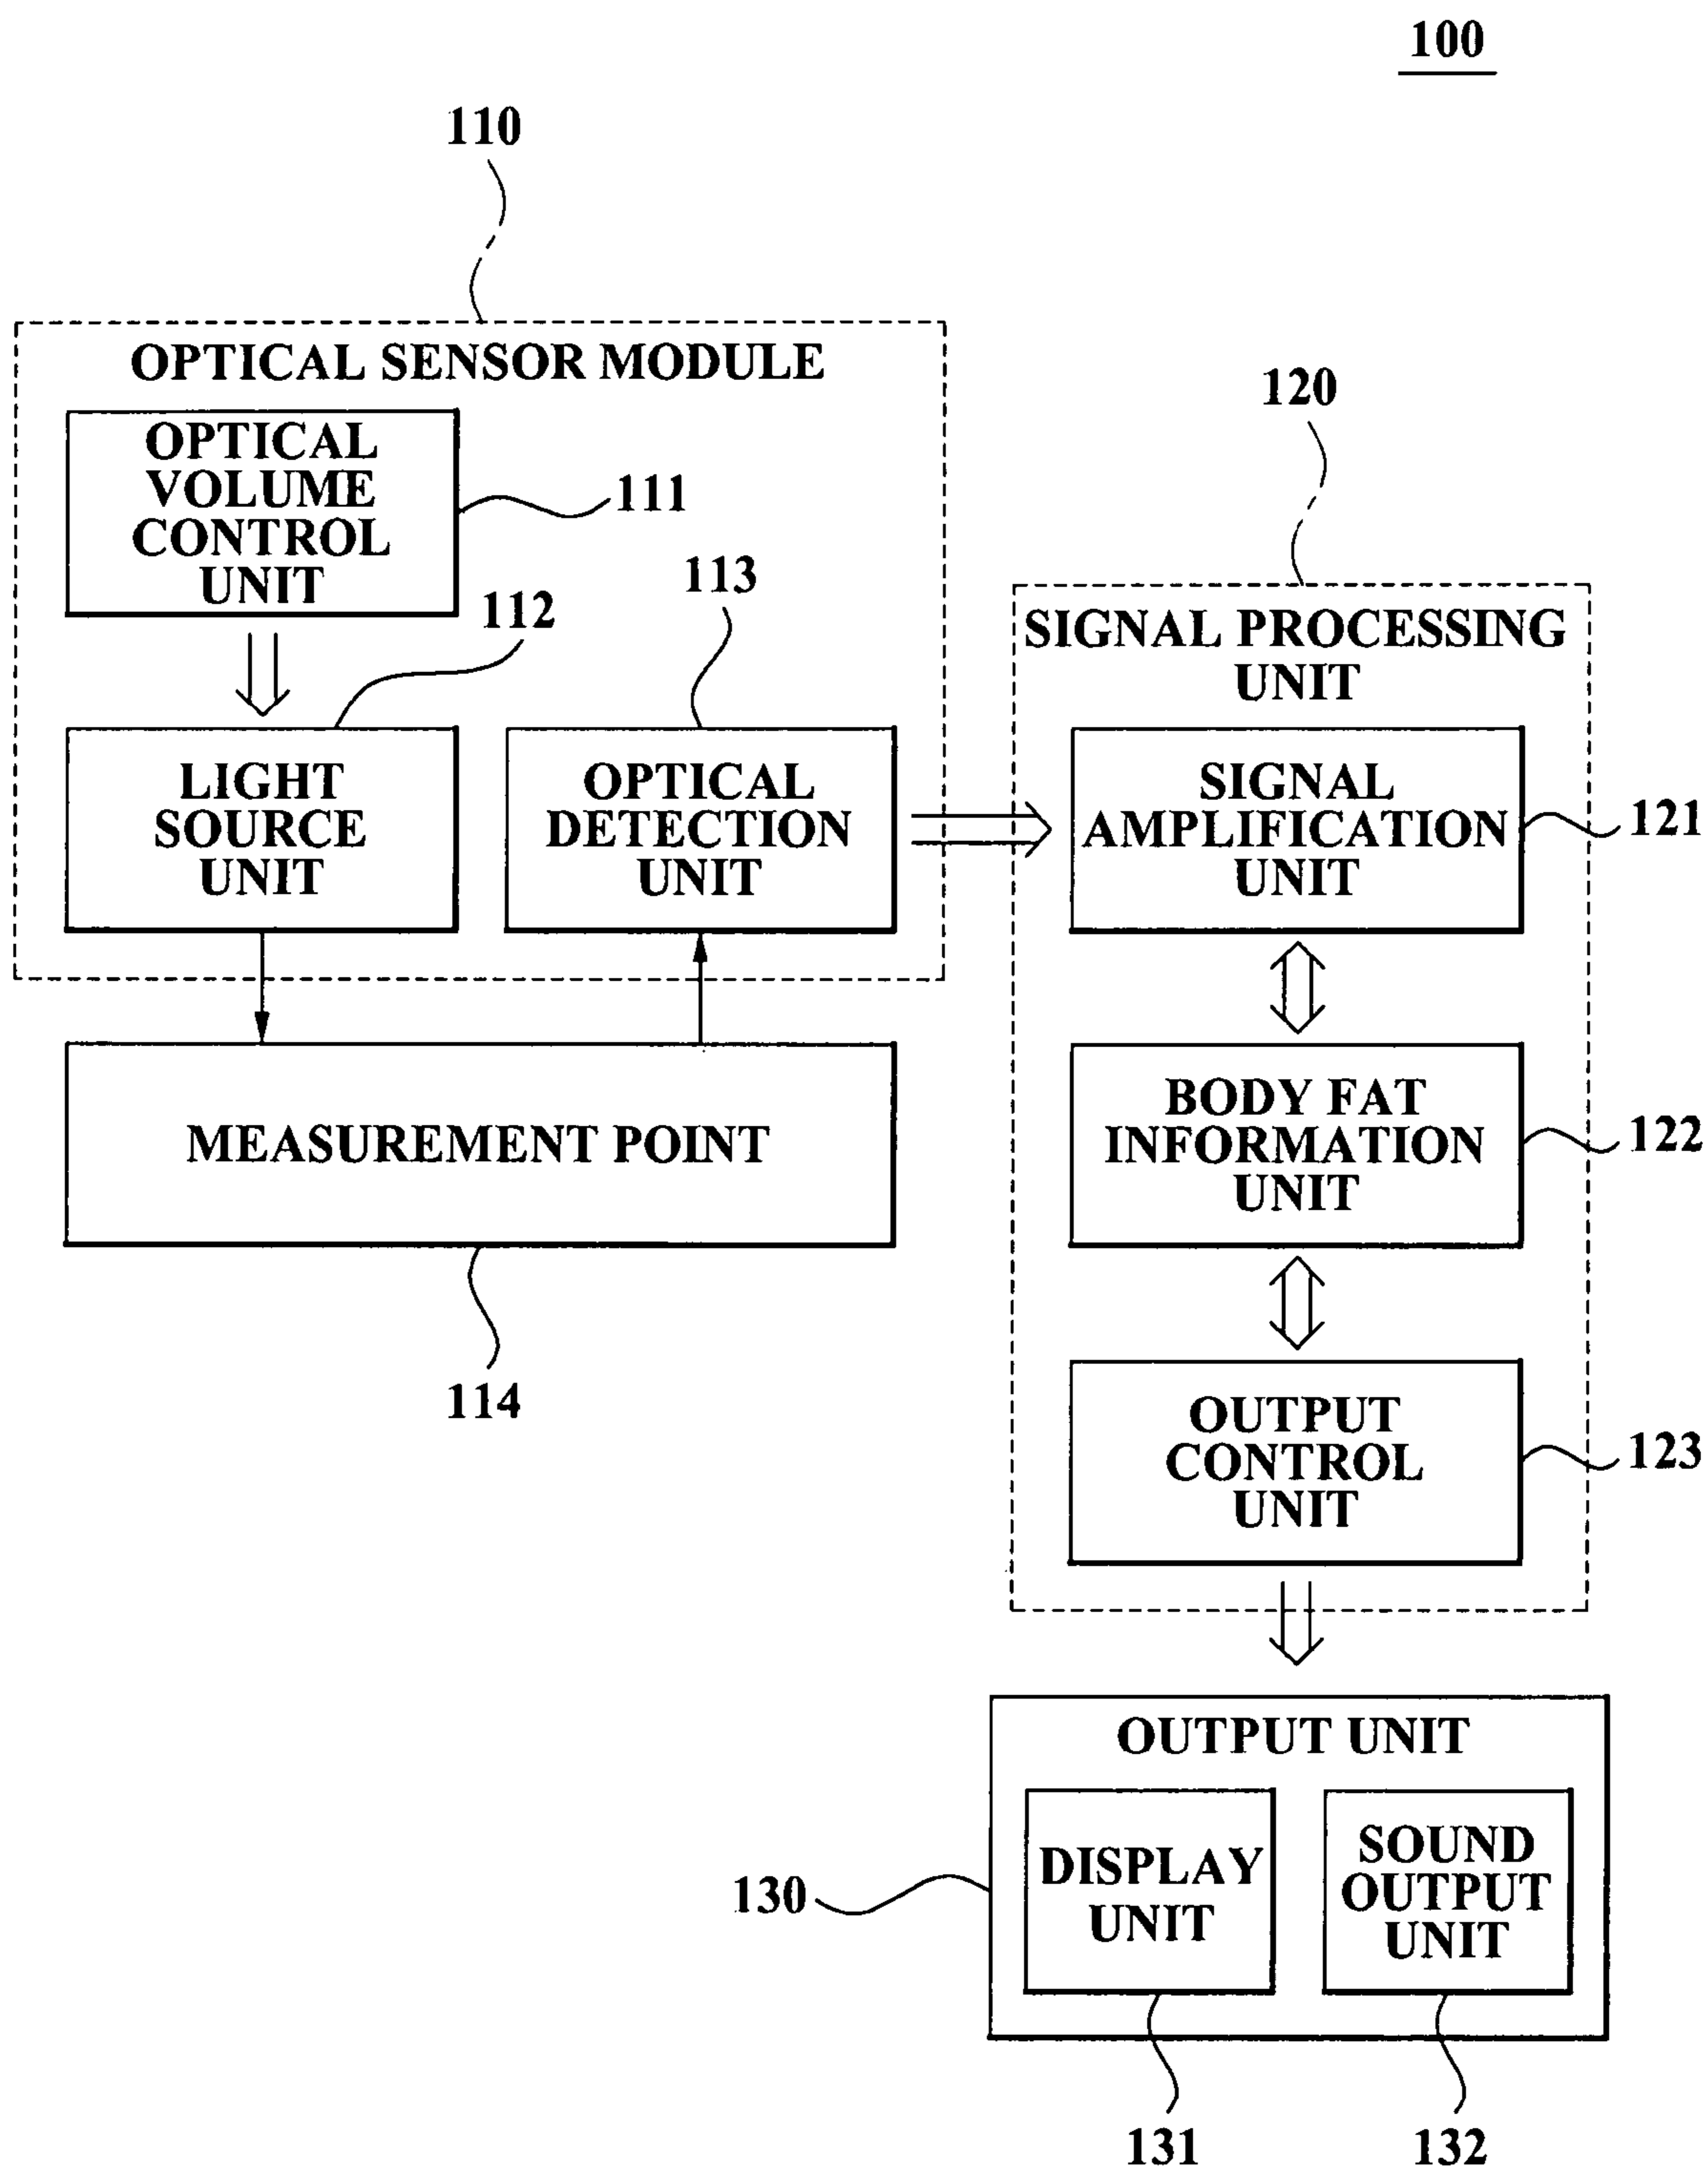 100
110
OPTICAL SENSOR MODULE
OPTICAL
VOLUME
CONTROL
UNIT
111
112
113
LIGHT
SOURCE
UNIT
OPTICAL
DETECTION
UNIT
MEASUREMENT POINT
114
120
SIGNAL PROCESSING
UNIT
SIGNAL
AMPLIFICATION
UNIT
121
BODY FAT
INFORMATION
UNIT
122
OUTPUT
CONTROL
UNIT
123
OUTPUT UNIT
130
DISPLAY
UNIT
SOUND
OUTPUT
UNIT
131
132